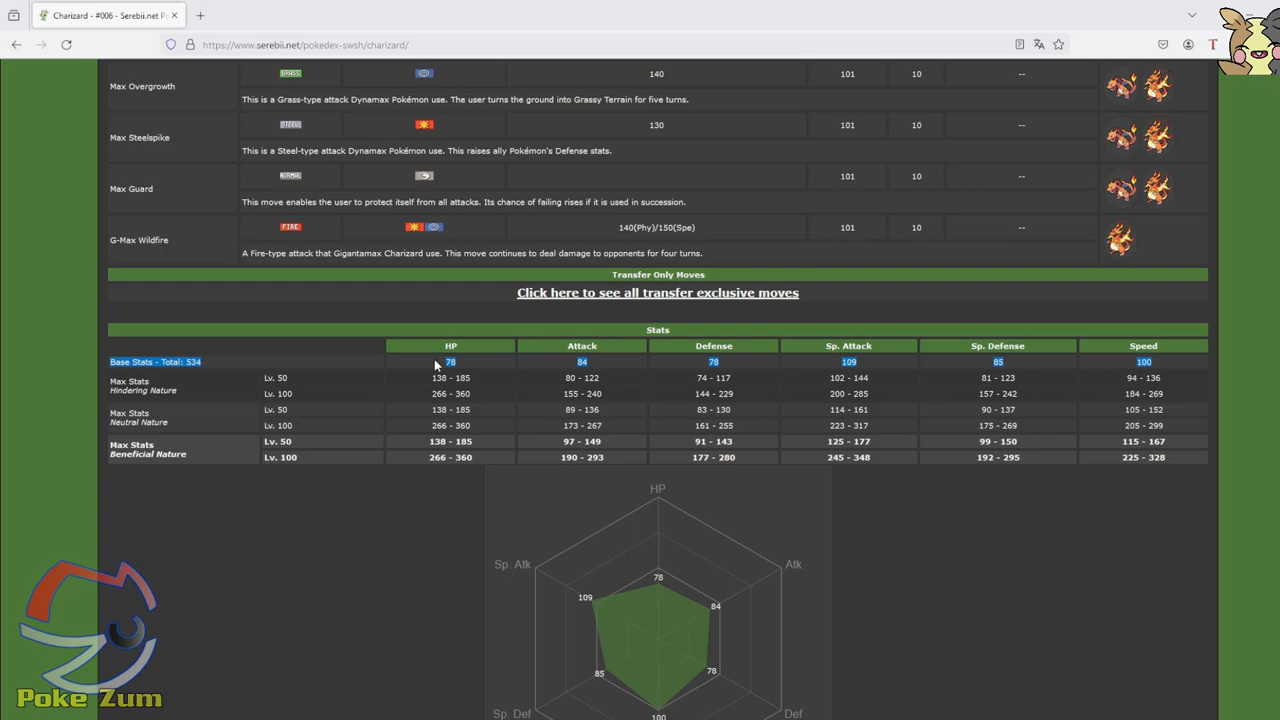 Charizard - #006 - Serebii.net P
https://www.serebii.net/pokedex-swsh/charizard/
Max Overgrowth GRASS 140 101 10 --
This is a Grass-type attack Dynamax Pokémon use. The user turns the ground into Grassy Terrain for five turns.
Max Steelspike STEEL 130 101 10 --
This is a Steel-type attack Dynamax Pokémon use. This raises ally Pokémon's Defense stats.
Max Guard NORMAL 101 10 --
This move enables the user to protect itself from all attacks. Its chance of failing rises if it is used in succession.
G-Max Wildfire FIRE 140(Phy)/150(Spe) 101 10 --
A Fire-type attack that Gigantamax Charizard use. This move continues to deal damage to opponents for four turns.
Transfer Only Moves
Click here to see all transfer exclusive moves
Stats
HP Attack Defense Sp. Attack Sp. Defense Speed
Base Stats - Total: 534 78 84 78 109 85 100
Max Stats
Hindering Nature
Lv. 50 138 - 185 80 - 122 74 - 117 102 - 144 81 - 123 94 - 136
Lv. 100 266 - 360 155 - 240 144 - 229 200 - 285 157 - 242 184 - 269
Max Stats
Neutral Nature
Lv. 50 138 - 185 89 - 136 83 - 130 114 - 161 90 - 137 105 - 152
Lv. 100 266 - 360 173 - 267 161 - 255 223 - 317 175 - 269 205 - 299
Max Stats
Beneficial Nature
Lv. 50 138 - 185 97 - 149 91 - 143 125 - 177 99 - 150 115 - 167
Lv. 100 266 - 360 190 - 293 177 - 280 245 - 348 192 - 295 225 - 328
HP
Sp. Atk Atk
78
109 84
85 78
Sp. Def 100 Def
Poke Zum